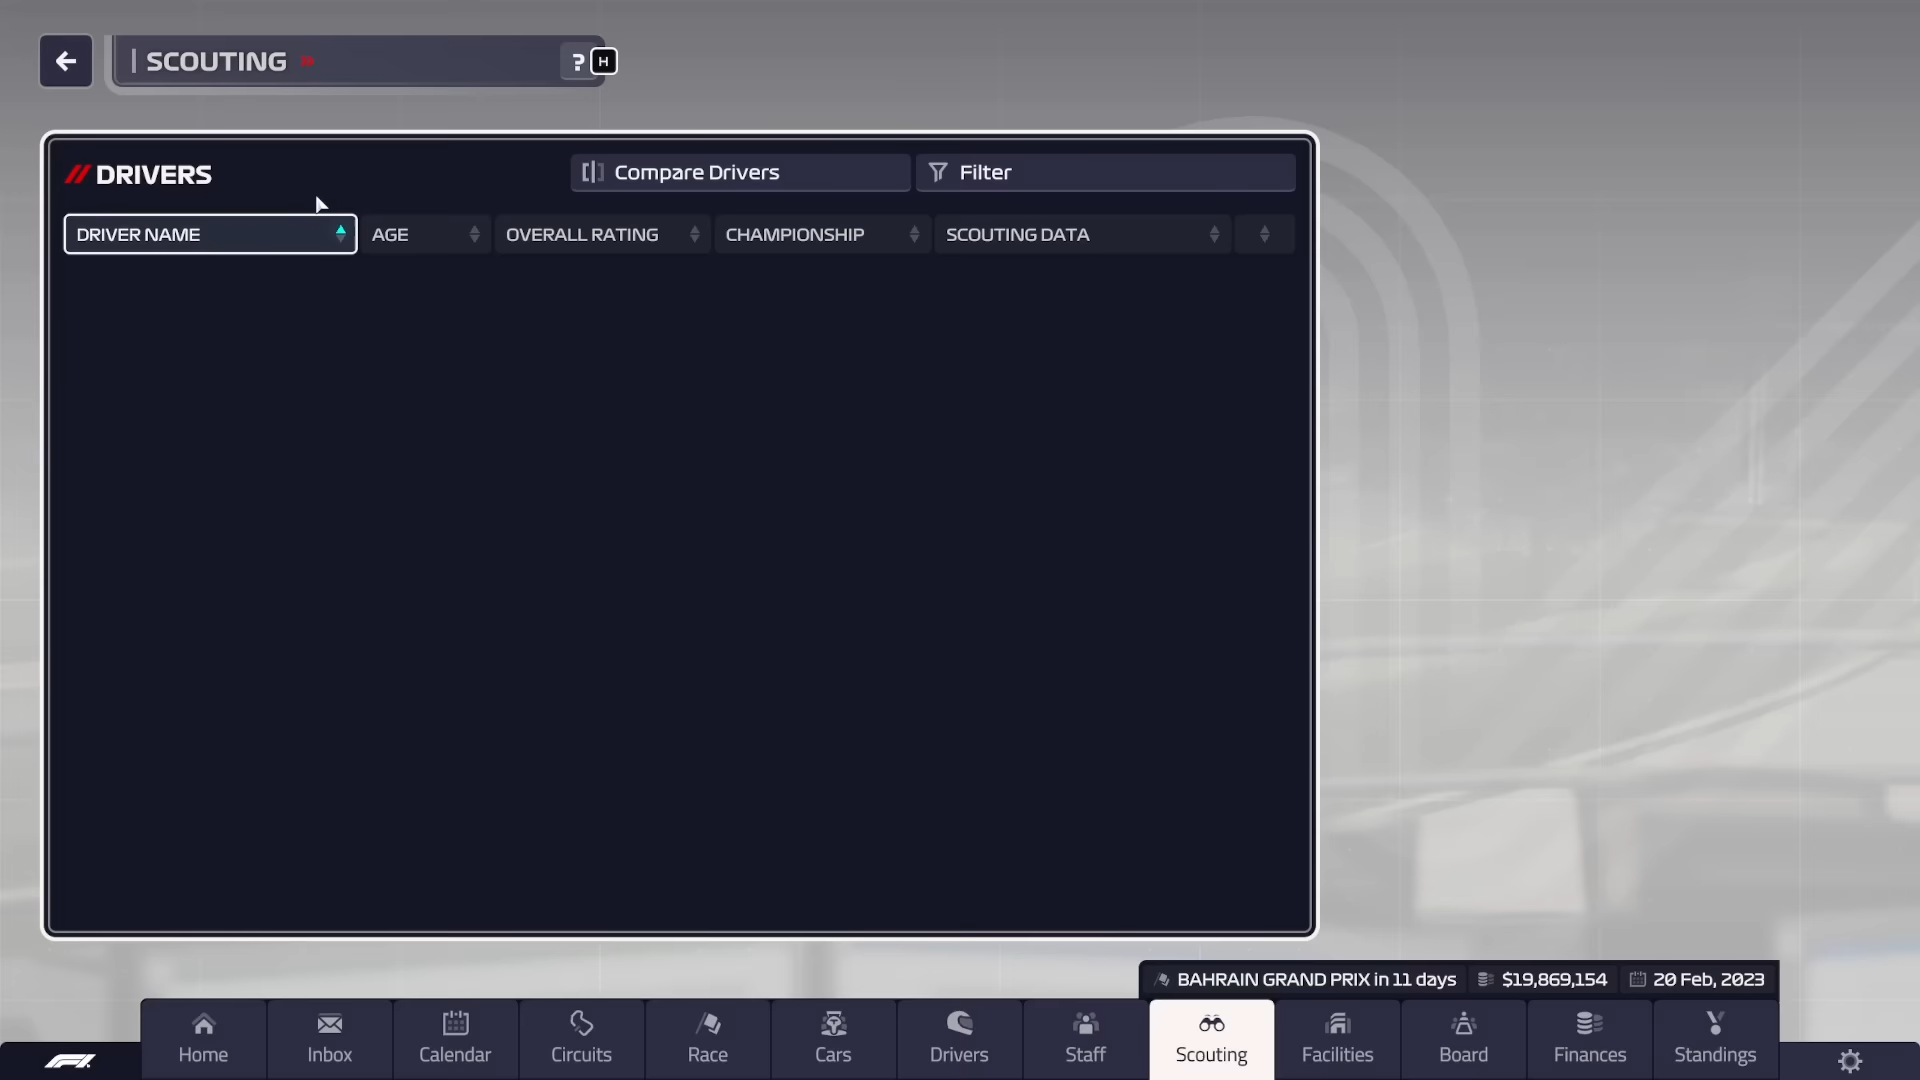 SCOUTING
? H
DRIVERS
Compare Drivers
Filter
DRIVER NAME
AGE
OVERALL RATING
CHAMPIONSHIP
SCOUTING DATA
BAHRAIN GRAND PRIX in 11 days
$19,869,154
20 Feb, 2023
Home
Inbox
Calendar
Circuits
Race
Cars
Drivers
Staff
Scouting
Facilities
Board
Finances
Standings